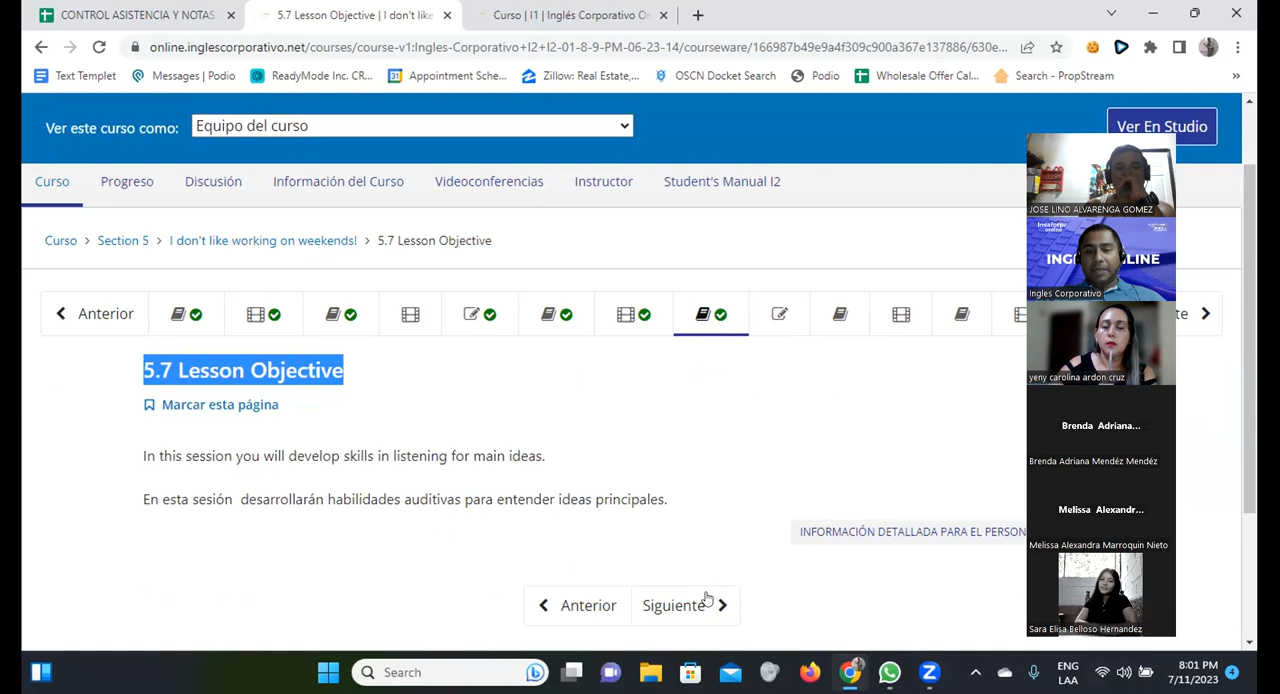 CONTROL ASISTENCIA Y NOTAS
5.7 Lesson Objective | I don't like
Curso | I1 | Inglés Corporativo On
online.inglescorporativo.net/courses/course-v1:Ingles-Corporativo+I2+I2-01-8-9-PM-06-23-14/courseware/166987b49e9a4f309c900a367e137886/630e...
Text Templet
Messages | Podio
ReadyMode Inc. CR...
Appointment Sche...
Zillow: Real Estate,...
OSCN Docket Search
Podio
Wholesale Offer Cal...
Search - PropStream
»
Ver este curso como:
Equipo del curso
Ver En Studio
Curso
Progreso
Discusión
Información del Curso
Videoconferencias
Instructor
Student's Manual I2
JOSE LINO ALVARENGA GOMEZ
Curso > Section 5 > I don't like working on weekends! > 5.7 Lesson Objective
Ingles Corporativo
Anterior
5.7 Lesson Objective
yeny carolina ardon cruz
Marcar esta página
Brenda Adriana...
Brenda Adriana Mendéz Mendéz
In this session you will develop skills in listening for main ideas.
En esta sesión desarrollarán habilidades auditivas para entender ideas principales.
Melissa Alexandr...
INFORMACIÓN DETALLADA PARA EL PERSON
Melissa Alexandra Marroquin Nieto
Anterior
Siguiente
Sara Elisa Belloso Hernandez
Search
ENG
LAA
8:01 PM
7/11/2023
4